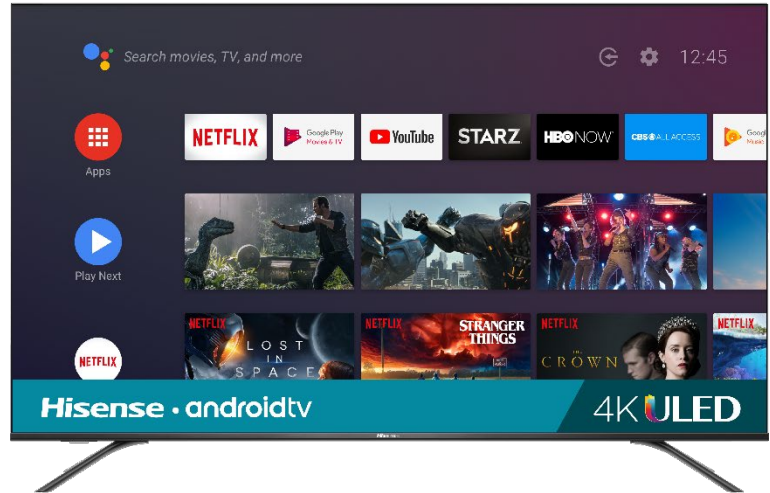 Search movies, TV, and more
12:45
Apps
NETFLIX
Google Play
Movies & TV
YouTube
STARZ
HBO NOW
CBS ALL ACCESS
Google
Music
Play Next
NETFLIX
NETFLIX
LOST
IN
SPACE
NETFLIX
STRANGER
THINGS
NETFLIX
THE
CROWN
NETFLIX
Hisense • androidtv
4K ULED
Hisense